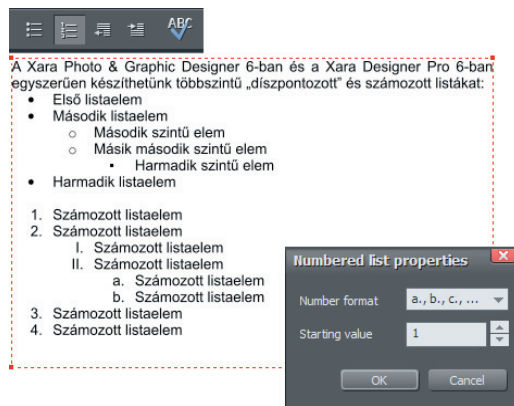 ABC
A Xara Photo & Graphic Designer 6-ban és a Xara Designer Pro 6-ban
egyszerűen készíthetünk többszintű „díszpontozott” és számozott listákat:
• Első listaelem
• Második listaelem
○ Második szintű elem
○ Másik második szintű elem
▪ Harmadik szintű elem
• Harmadik listaelem
1. Számozott listaelem
2. Számozott listaelem
I. Számozott listaelem
II. Számozott listaelem
a. Számozott listaelem
b. Számozott listaelem
3. Számozott listaelem
4. Számozott listaelem
Numbered list properties
Number format a., b., c., ...
Starting value 1
OK Cancel